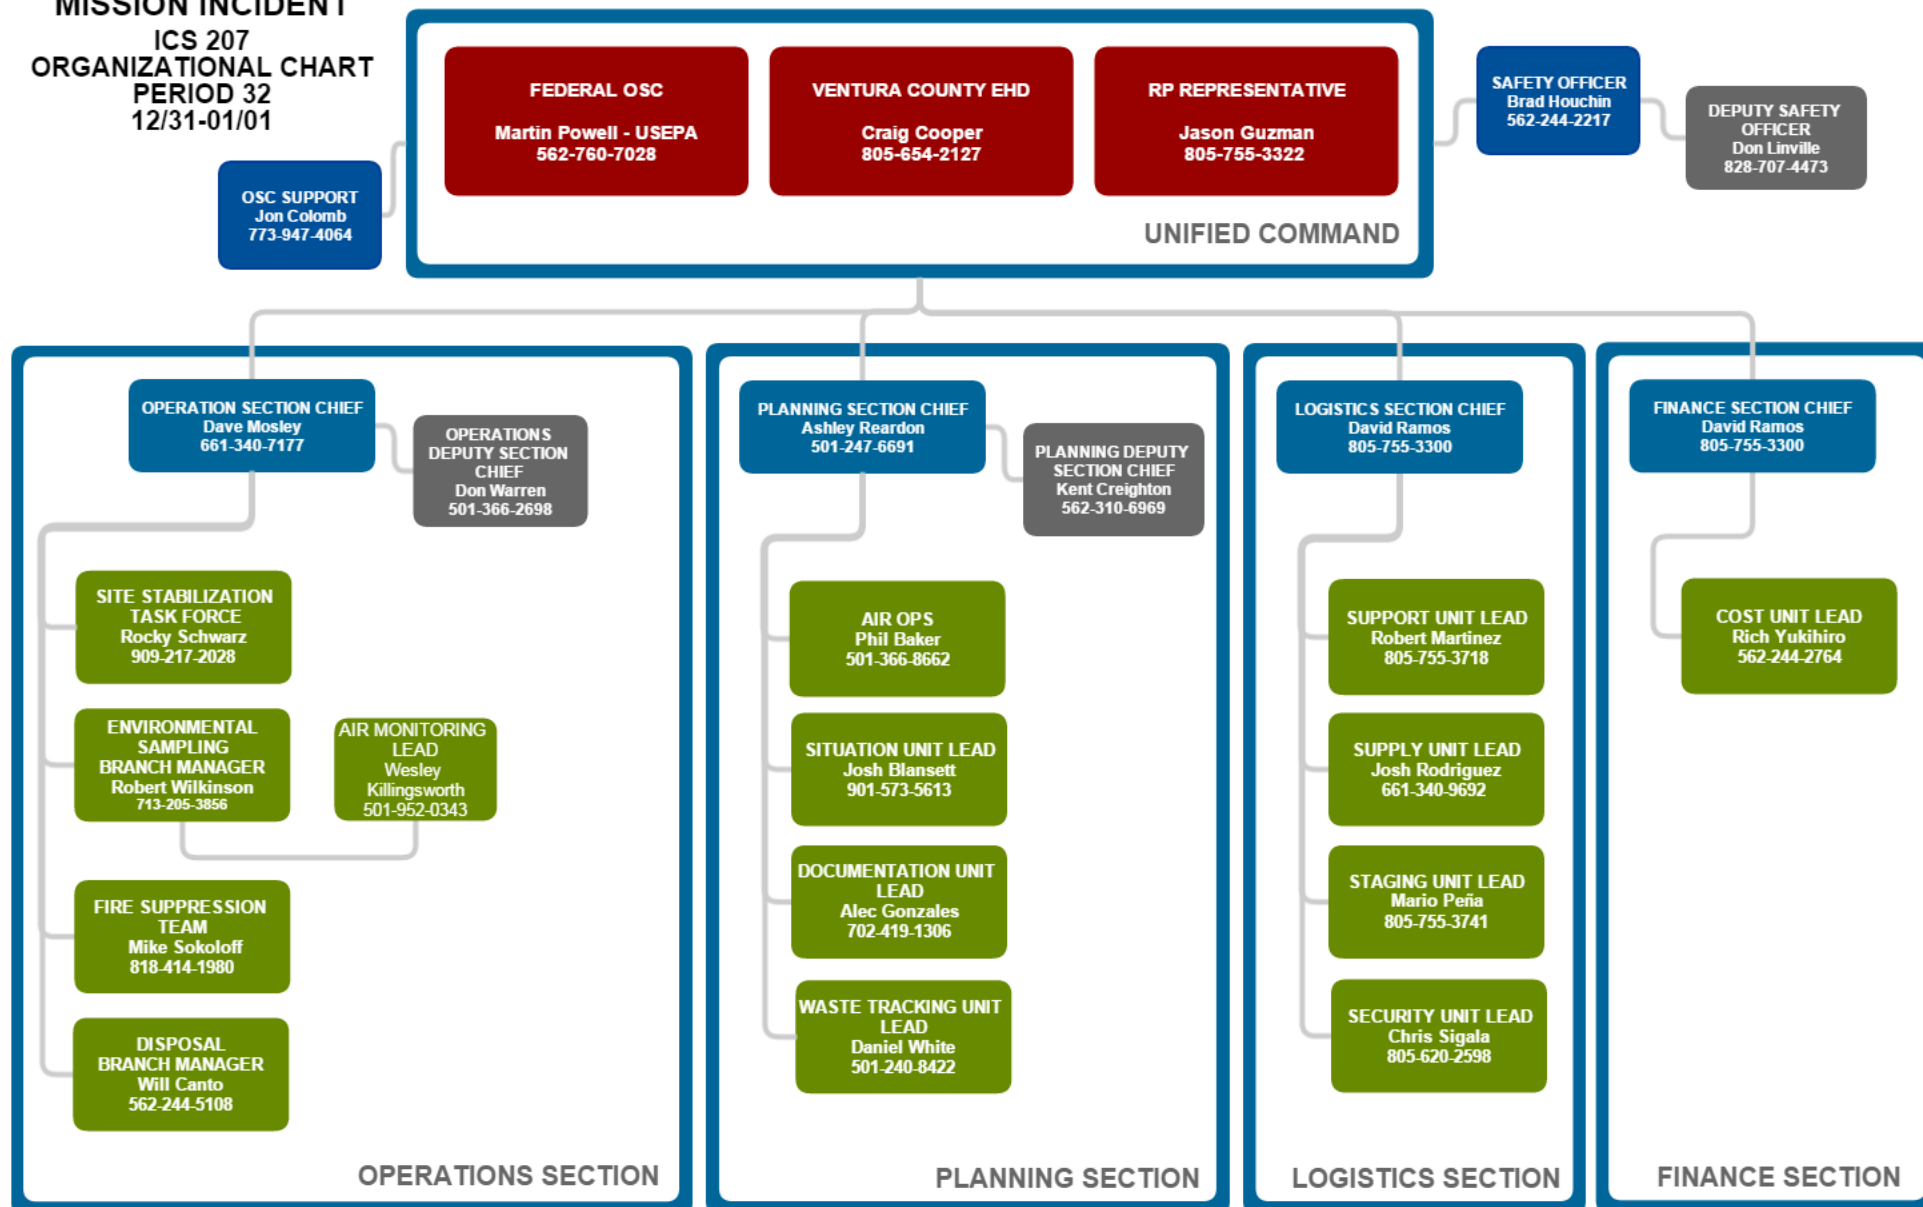 MISSION INCIDENT
ICS 207
ORGANIZATIONAL CHART
PERIOD 32
12/31-01/01
OSC SUPPORT
Jon Colomb
773-947-4064
FEDERAL OSC
Martin Powell - USEPA
562-760-7028
VENTURA COUNTY EHD
Craig Cooper
805-654-2127
RP REPRESENTATIVE
Jason Guzman
805-755-3322
UNIFIED COMMAND
SAFETY OFFICER
Brad Houchin
562-244-2217
DEPUTY SAFETY
OFFICER
Don Linville
828-707-4473
OPERATION SECTION CHIEF
Dave Mosley
661-340-7177
OPERATIONS
DEPUTY SECTION
CHIEF
Don Warren
501-366-2698
SITE STABILIZATION
TASK FORCE
Rocky Schwarz
909-217-2028
ENVIRONMENTAL
SAMPLING
BRANCH MANAGER
Robert Wilkinson
713-205-3856
AIR MONITORING
LEAD
Wesley
Killingsworth
501-952-0343
FIRE SUPPRESSION
TEAM
Mike Sokoloff
818-414-1980
DISPOSAL
BRANCH MANAGER
Will Canto
562-244-5108
OPERATIONS SECTION
PLANNING SECTION CHIEF
Ashley Reardon
501-247-6691
PLANNING DEPUTY
SECTION CHIEF
Kent Creighton
562-310-6969
AIR OPS
Phil Baker
501-366-8662
SITUATION UNIT LEAD
Josh Blansett
901-573-5613
DOCUMENTATION UNIT
LEAD
Alec Gonzales
702-419-1306
WASTE TRACKING UNIT
LEAD
Daniel White
501-240-8422
PLANNING SECTION
LOGISTICS SECTION CHIEF
David Ramos
805-755-3300
SUPPORT UNIT LEAD
Robert Martinez
805-755-3718
SUPPLY UNIT LEAD
Josh Rodriguez
661-340-9692
STAGING UNIT LEAD
Mario Peña
805-755-3741
SECURITY UNIT LEAD
Chris Sigala
805-620-2598
LOGISTICS SECTION
FINANCE SECTION CHIEF
David Ramos
805-755-3300
COST UNIT LEAD
Rich Yukihiro
562-244-2764
FINANCE SECTION